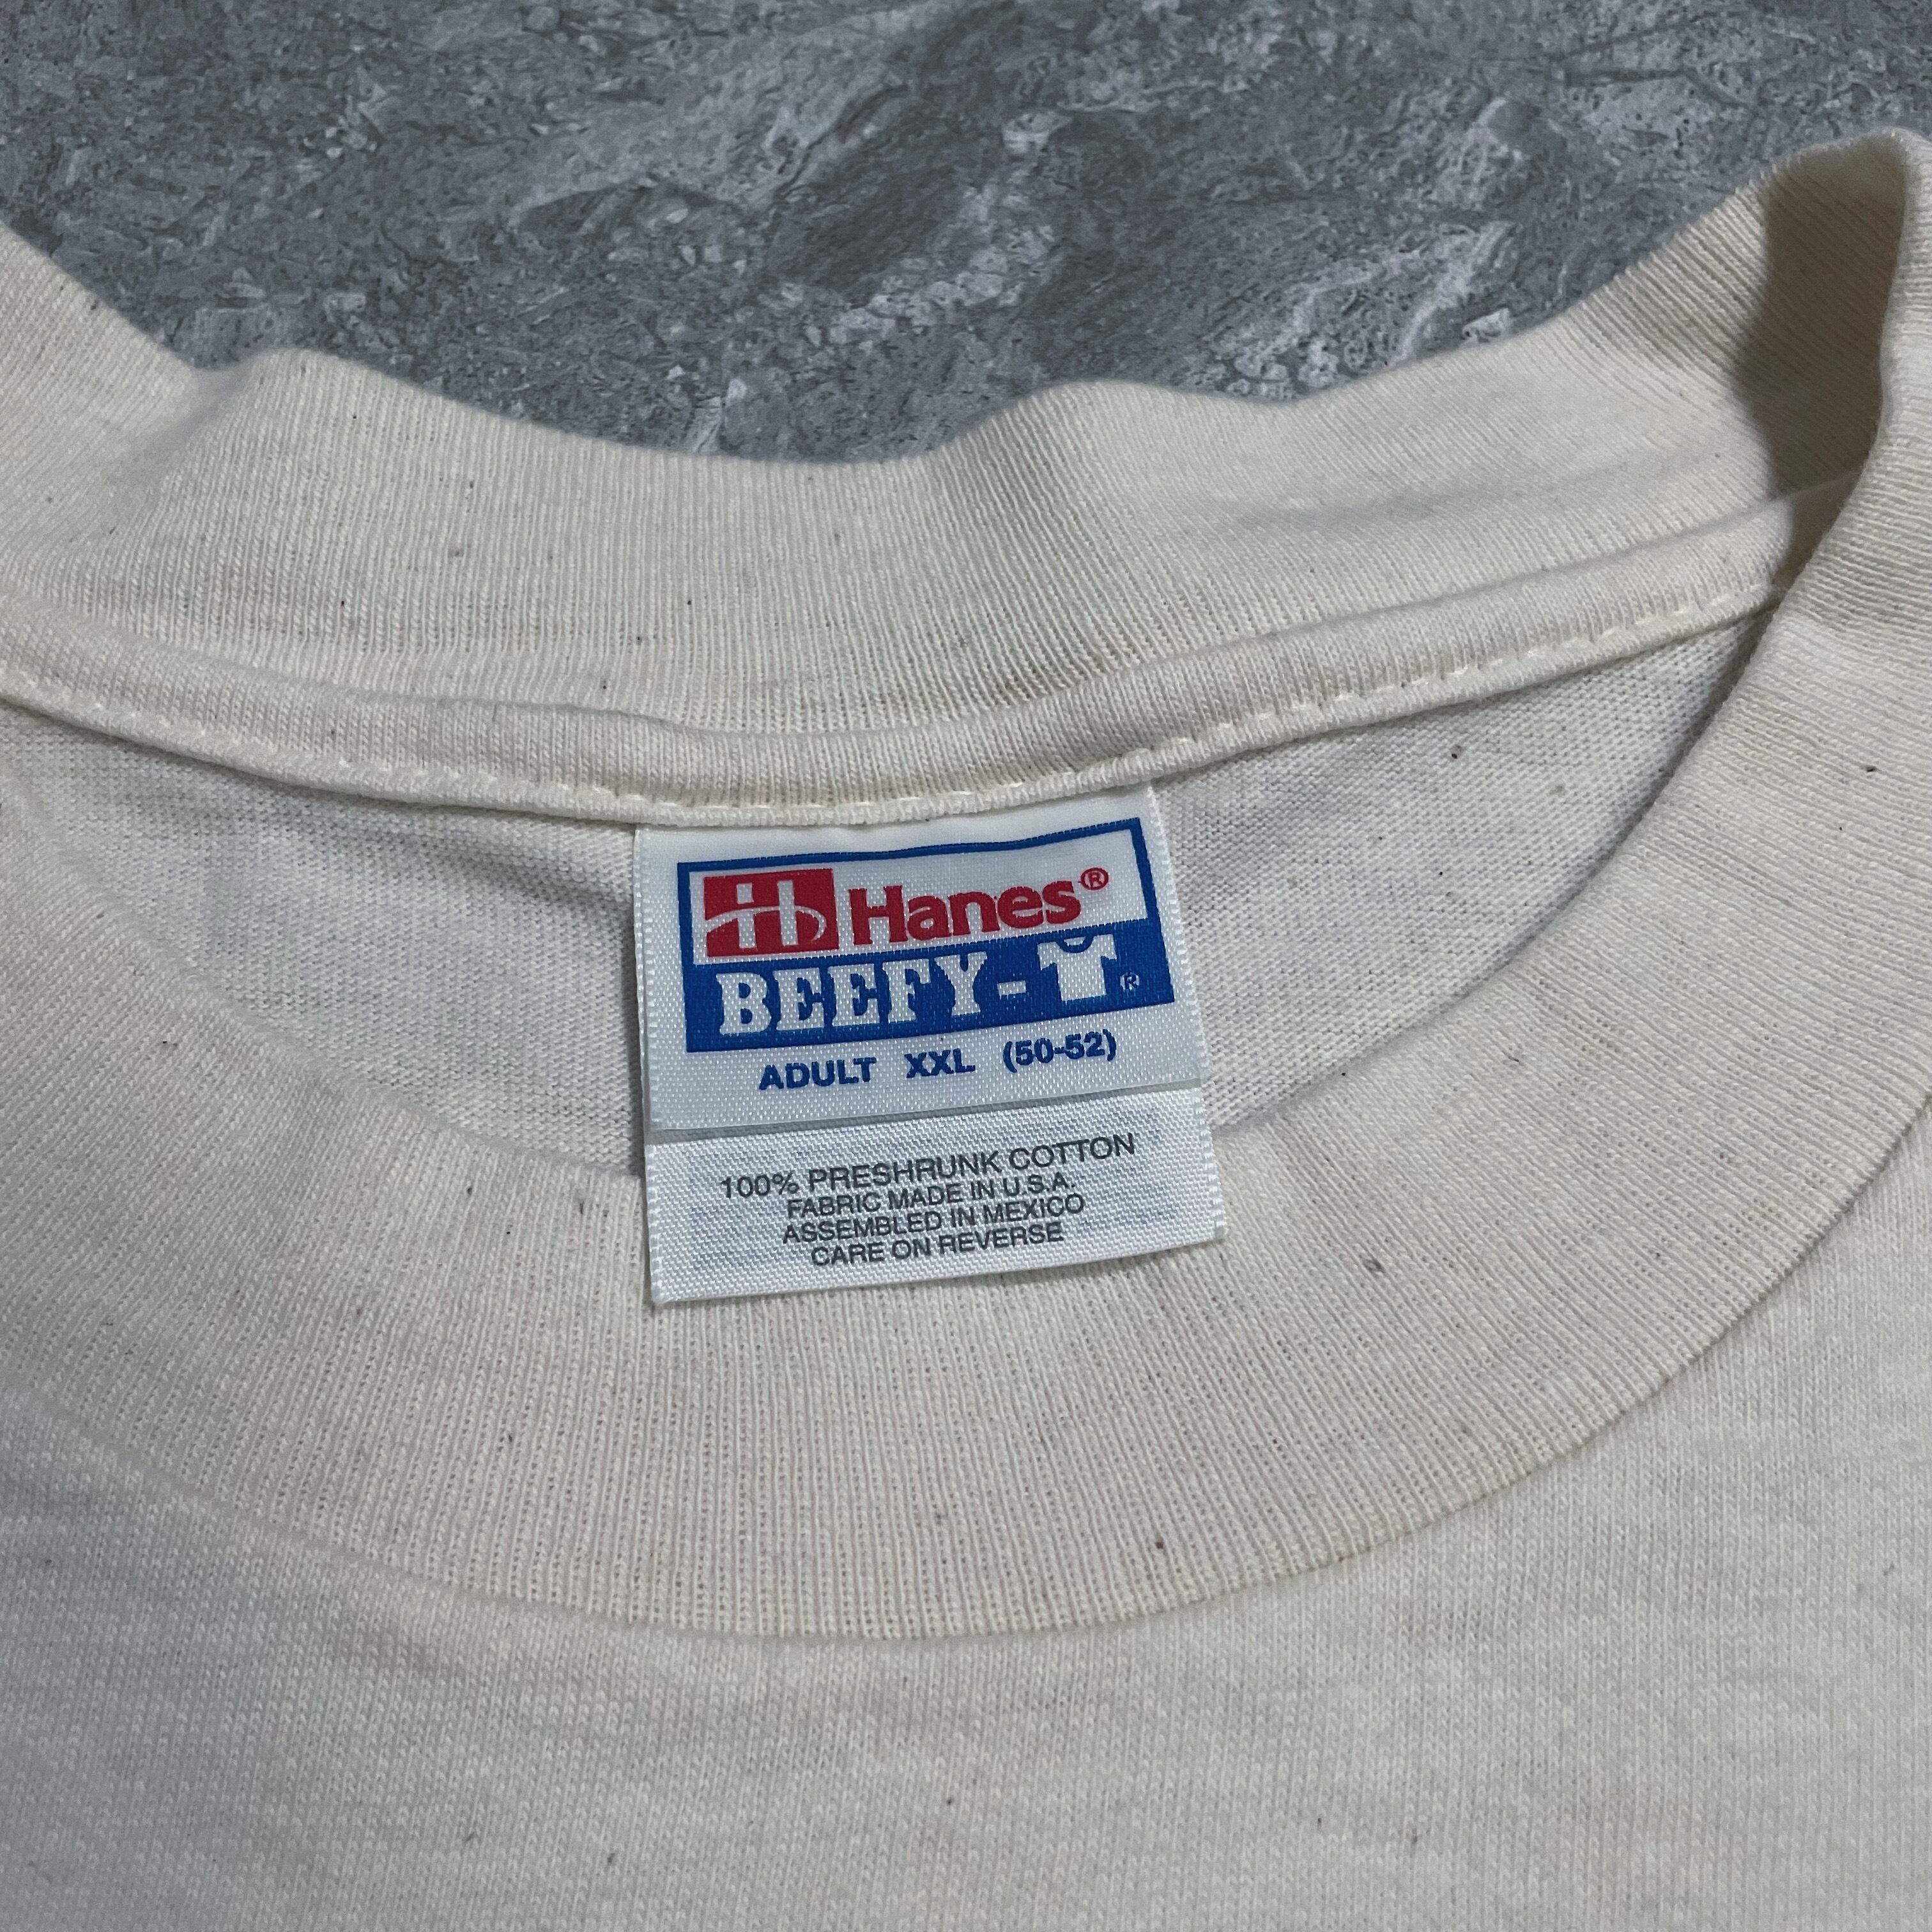 Hanes®
BEEFY-T®
ADULT XXL (50-52)
100% PRESHRUNK COTTON
FABRIC MADE IN U.S.A.
ASSEMBLED IN MEXICO
CARE ON REVERSE